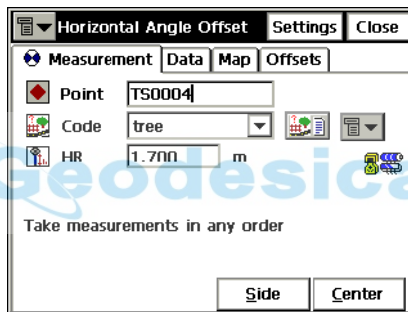 Horizontal Angle Offset Settings Close
Measurement Data Map Offsets
Point TS0004
Code tree
HR 1.700 m
Geodesica
Take measurements in any order
Side Center